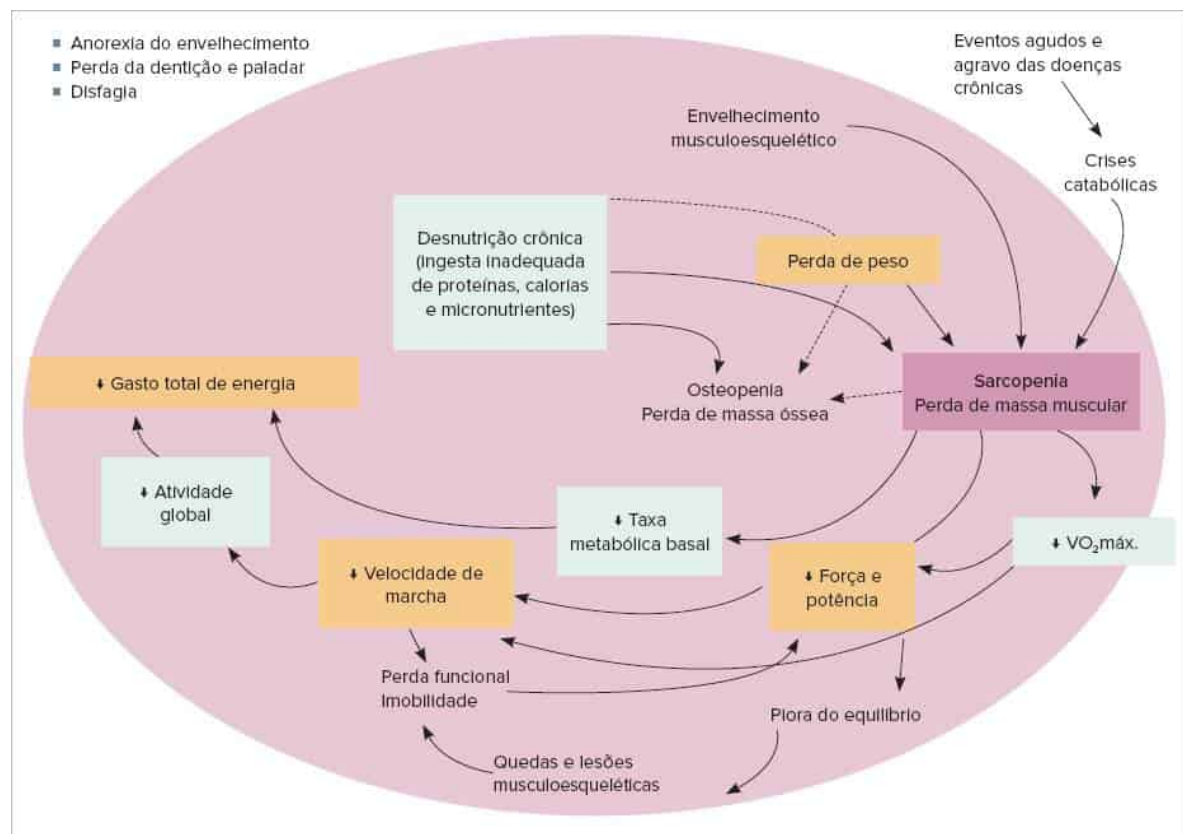 Anorexia do envelhecimento
Perda da dentição e paladar
Disfagia
Eventos agudos e
agravo das doenças
crônicas
Envelhecimento
musculoesquelético
Crises
catabólicas
Desnutrição crônica
(ingesta inadequada
de proteínas, calorias
e micronutrientes)
Perda de peso
Sarcopenia
Perda de massa muscular
Osteopenia
Perda de massa óssea
⬇ Gasto total de energia
⬇ Atividade
global
⬇ Taxa
metabólica basal
⬇ VO₂máx.
⬇ Velocidade de
marcha
⬇ Força e
potência
Perda funcional
Imobilidade
Piora do equilíbrio
Quedas e lesões
musculoesqueléticas